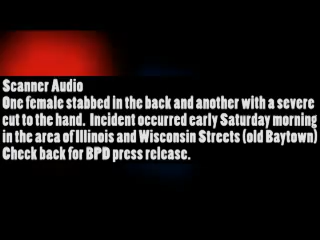 Scanner Audio
One female stabbed in the back and another with a severe
cut to the hand.  Incident occurred early Saturday morning
in the area of Illinois and Wisconsin Streets (old Baytown)
Check back for BPD press release.